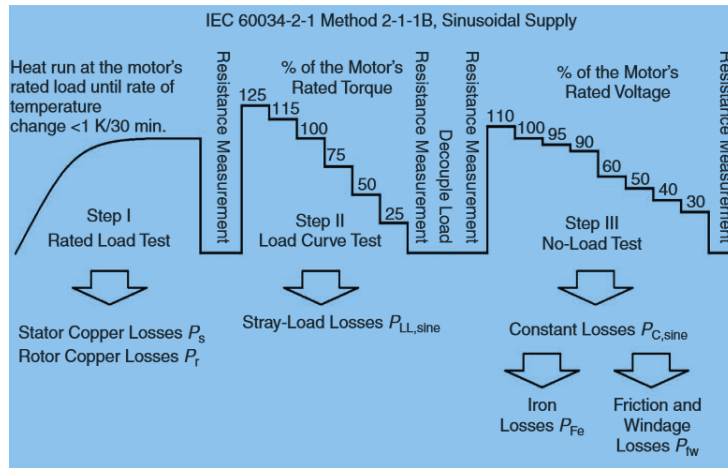 IEC 60034-2-1 Method 2-1-1B, Sinusoidal Supply
Heat run at the motor's
rated load until rate of
temperature
change <1 K/30 min.
Resistance Measurement
% of the Motor's
Rated Torque
125
115
100
75
50
25
Resistance Measurement
Decouple Load
Resistance Measurement
% of the Motor's
Rated Voltage
110
100
95
90
60
50
40
30
Resistance Measurement
Step I
Rated Load Test
Step II
Load Curve Test
Step III
No-Load Test
Stator Copper Losses Ps
Rotor Copper Losses Pr
Stray-Load Losses PLL,sine
Constant Losses PC,sine
Iron
Losses PFe
Friction and
Windage
Losses Pfw